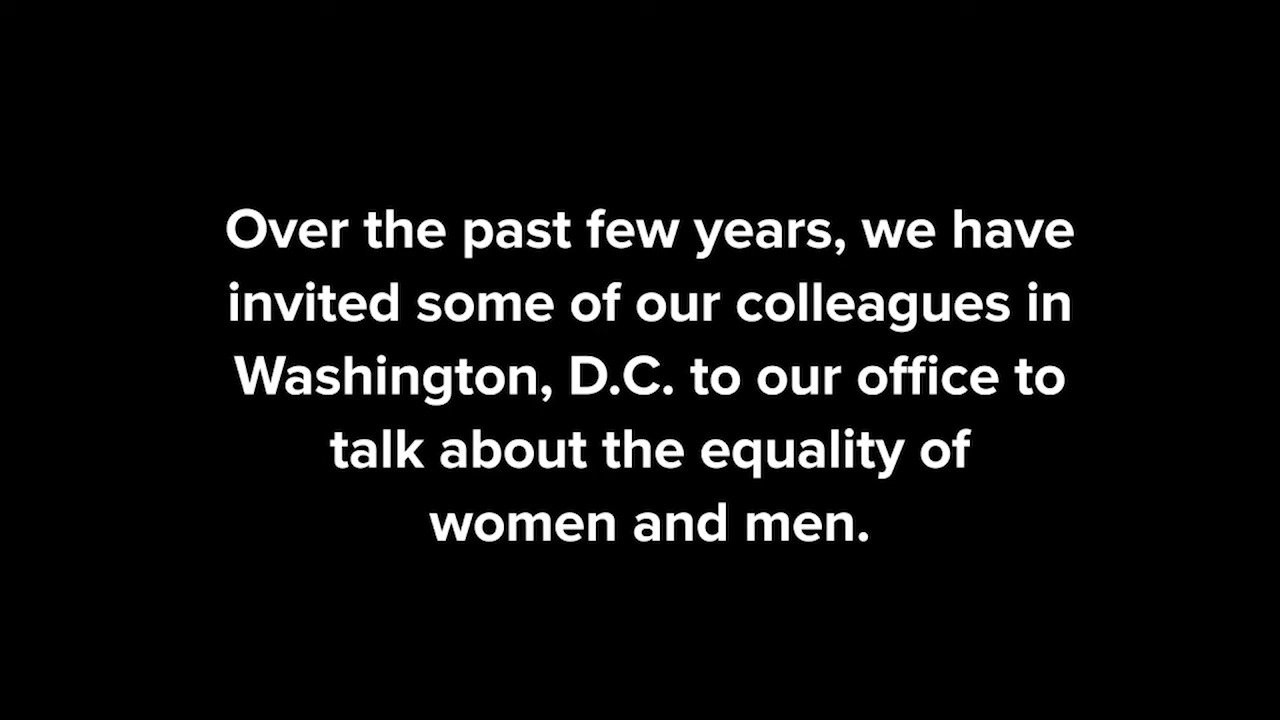 Over the past few years, we have
invited some of our colleagues in
Washington, D.C. to our office to
talk about the equality of
women and men.